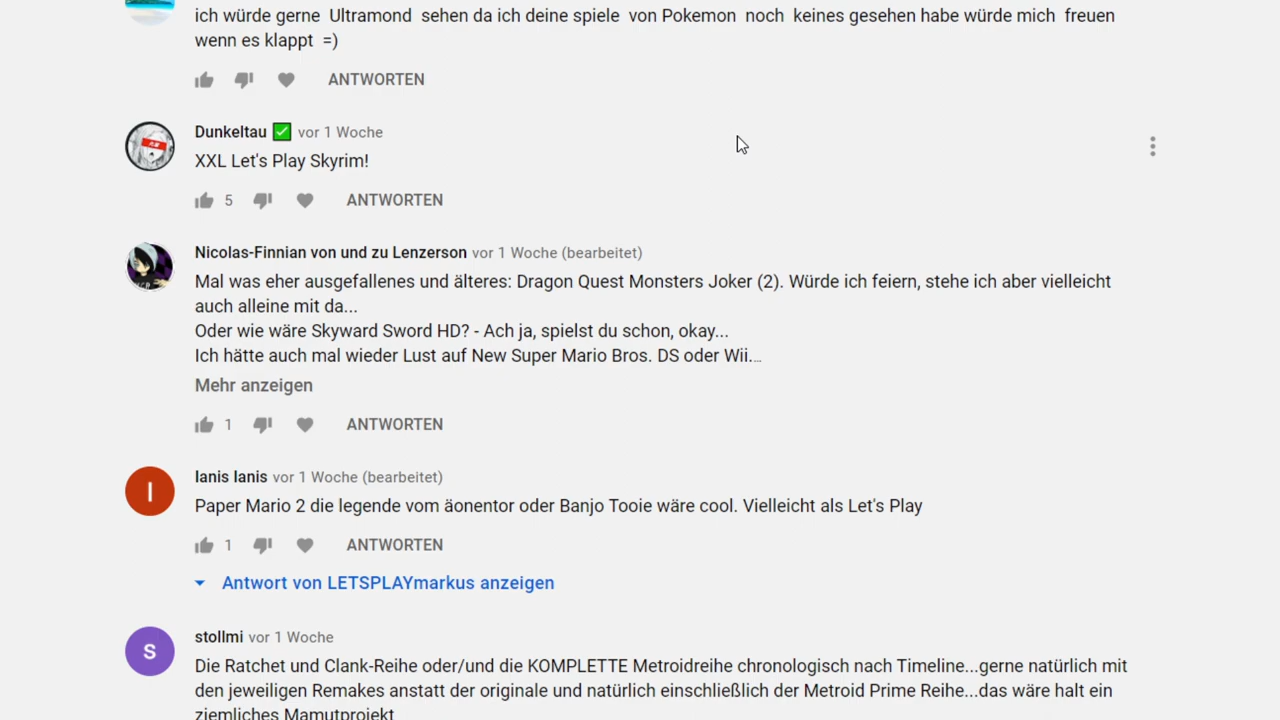 ich würde gerne Ultramond sehen da ich deine spiele von Pokemon noch keines gesehen habe würde mich freuen
wenn es klappt =)
ANTWORTEN
Dunkeltau ✅ vor 1 Woche
XXL Let's Play Skyrim!
5 ANTWORTEN
Nicolas-Finnian von und zu Lenzerson vor 1 Woche (bearbeitet)
Mal was eher ausgefallenes und älteres: Dragon Quest Monsters Joker (2). Würde ich feiern, stehe ich aber vielleicht
auch alleine mit da...
Oder wie wäre Skyward Sword HD? - Ach ja, spielst du schon, okay...
Ich hätte auch mal wieder Lust auf New Super Mario Bros. DS oder Wii...
Mehr anzeigen
1 ANTWORTEN
I
Ianis Ianis vor 1 Woche (bearbeitet)
Paper Mario 2 die legende vom äonentor oder Banjo Tooie wäre cool. Vielleicht als Let's Play
1 ANTWORTEN
Antwort von LETSPLAYmarkus anzeigen
S
stollmi vor 1 Woche
Die Ratchet und Clank-Reihe oder/und die KOMPLETTE Metroidreihe chronologisch nach Timeline...gerne natürlich mit
den jeweiligen Remakes anstatt der originale und natürlich einschließlich der Metroid Prime Reihe...das wäre halt ein
ziemliches Mamutprojekt